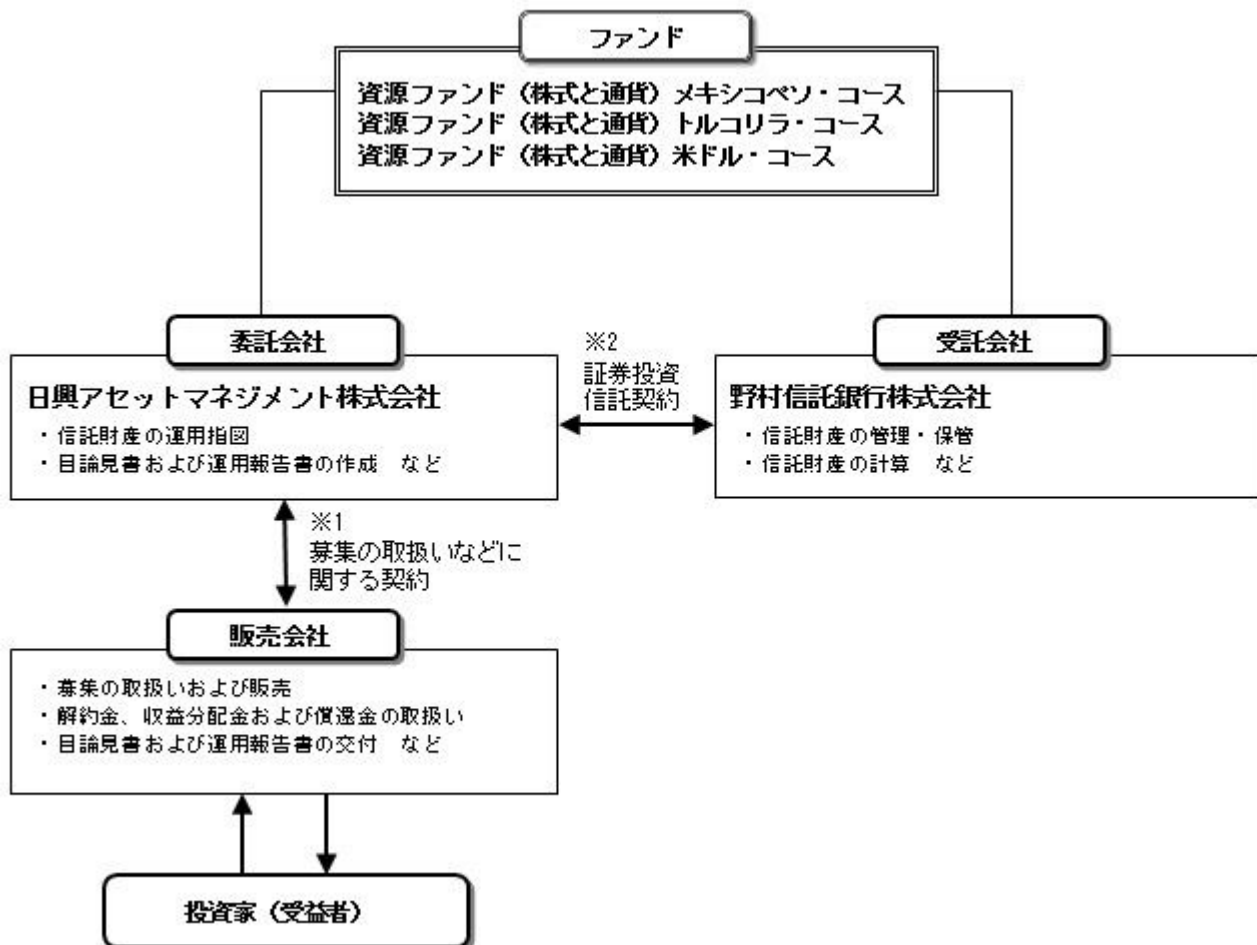 ファンド
資源ファンド（株式と通貨）メキシコペソ・コース
資源ファンド（株式と通貨）トルコリラ・コース
資源ファンド（株式と通貨）米ドル・コース
委託会社
日興アセットマネジメント株式会社
・信託財産の運用指図
・目論見書および運用報告書の作成　など
※2
証券投資
信託契約
受託会社
野村信託銀行株式会社
・信託財産の管理・保管
・信託財産の計算　など
※1
募集の取扱いなどに
関する契約
販売会社
・募集の取扱いおよび販売
・解約金、収益分配金および償還金の取扱い
・目論見書および運用報告書の交付　など
投資家（受益者）